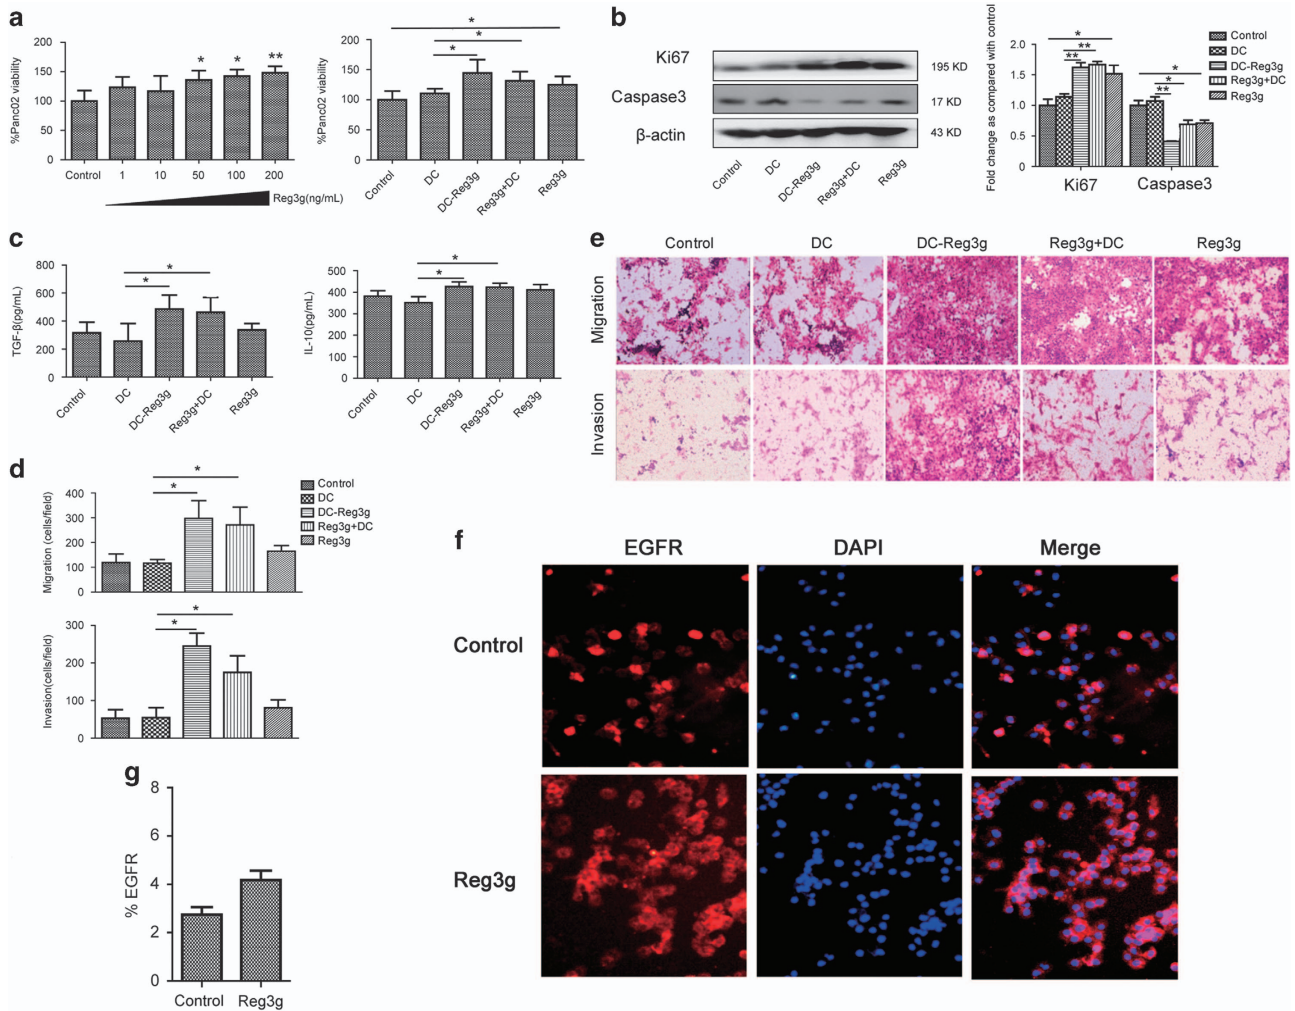 a
%Panc02 viability
200
150
100
50
0
Control 1 10 50 100 200
* * **
Reg3g(ng/mL)
%Panc02 viability
200
150
100
50
0
*
*
*
Control DC DC-Reg3g Reg3g+DC Reg3g
b
Ki67 195 KD
Caspase3 17 KD
β-actin 43 KD
Control DC DC-Reg3g Reg3g+DC Reg3g
Fold change as compared with control
2.0
1.5
1.0
0.5
0
*
**
**
*
*
**
Ki67 Caspase3
Control
DC
DC-Reg3g
Reg3g+DC
Reg3g
c
TGF-β(pg/mL)
800
600
400
200
0
*
*
Control DC DC-Reg3g Reg3g+DC Reg3g
IL-10(pg/mL)
500
400
300
200
100
0
*
*
Control DC DC-Reg3g Reg3g+DC Reg3g
d
Migration (cells/field)
400
300
200
100
0
*
*
Control
DC
DC-Reg3g
Reg3g+DC
Reg3g
Invasion(cells/field)
300
200
100
0
*
*
e
Control DC DC-Reg3g Reg3g+DC Reg3g
Migration
Invasion
f
EGFR DAPI Merge
Control
Reg3g
g
% EGFR
8
6
4
2
0
Control Reg3g